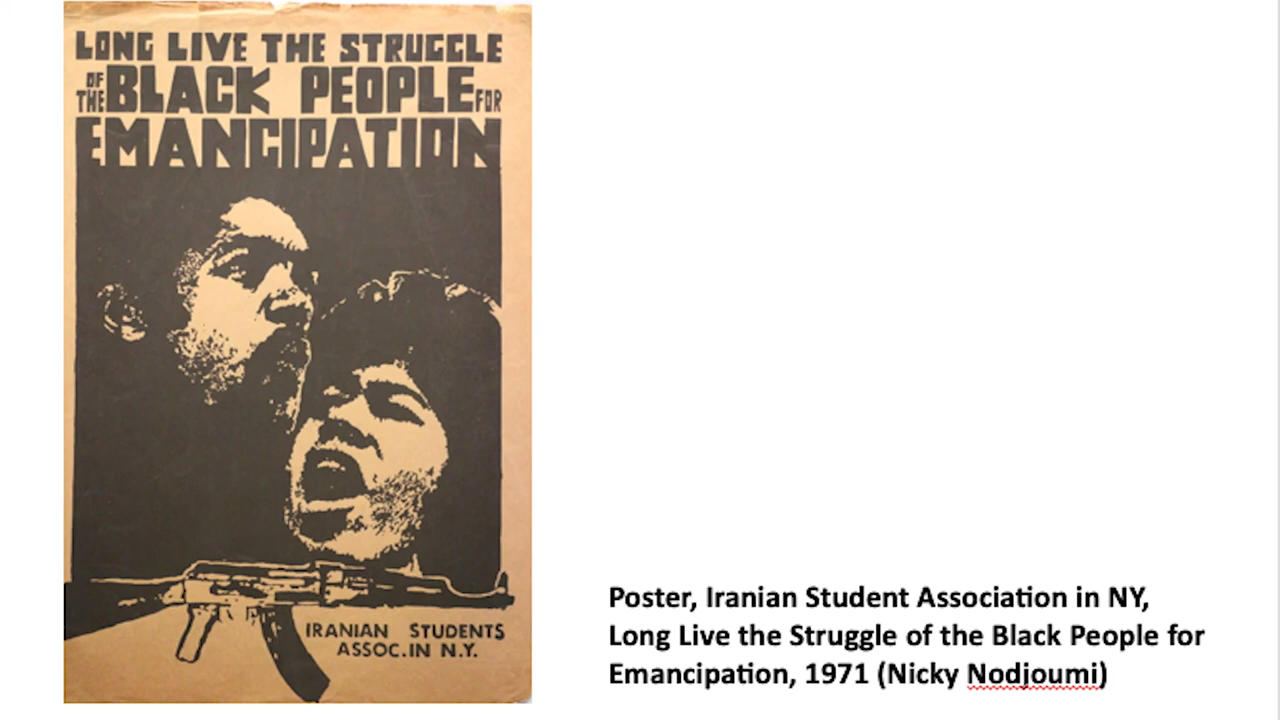 LONG LIVE THE STRUGGLE
OF THE BLACK PEOPLE FOR
EMANCIPATION
IRANIAN STUDENTS
ASSOC. IN N.Y.
Poster, Iranian Student Association in NY,
Long Live the Struggle of the Black People for
Emancipation, 1971 (Nicky Nodjoumi)